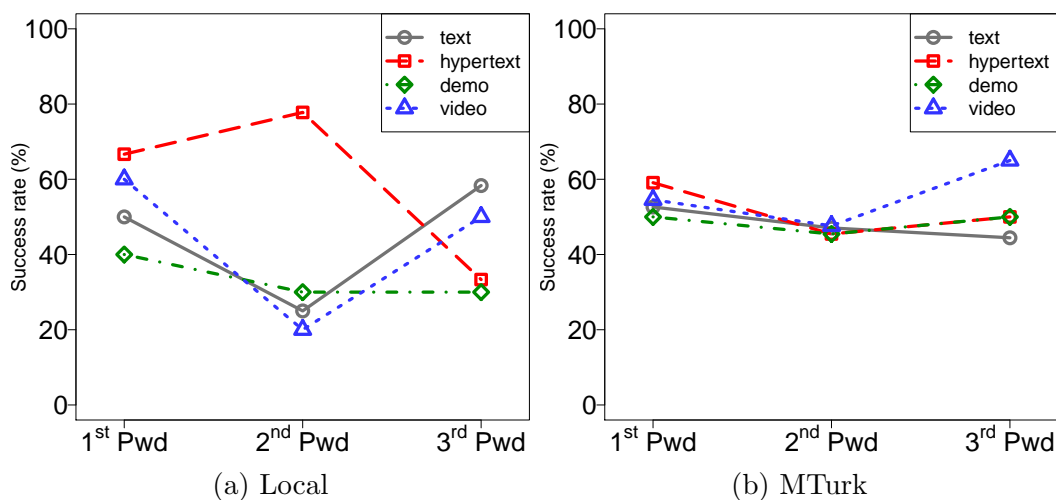 Success rate (%)
100
80
60
40
20
0
1st Pwd
2nd Pwd
3rd Pwd
text
hypertext
demo
video
(a) Local
Success rate (%)
100
80
60
40
20
0
1st Pwd
2nd Pwd
3rd Pwd
text
hypertext
demo
video
(b) MTurk